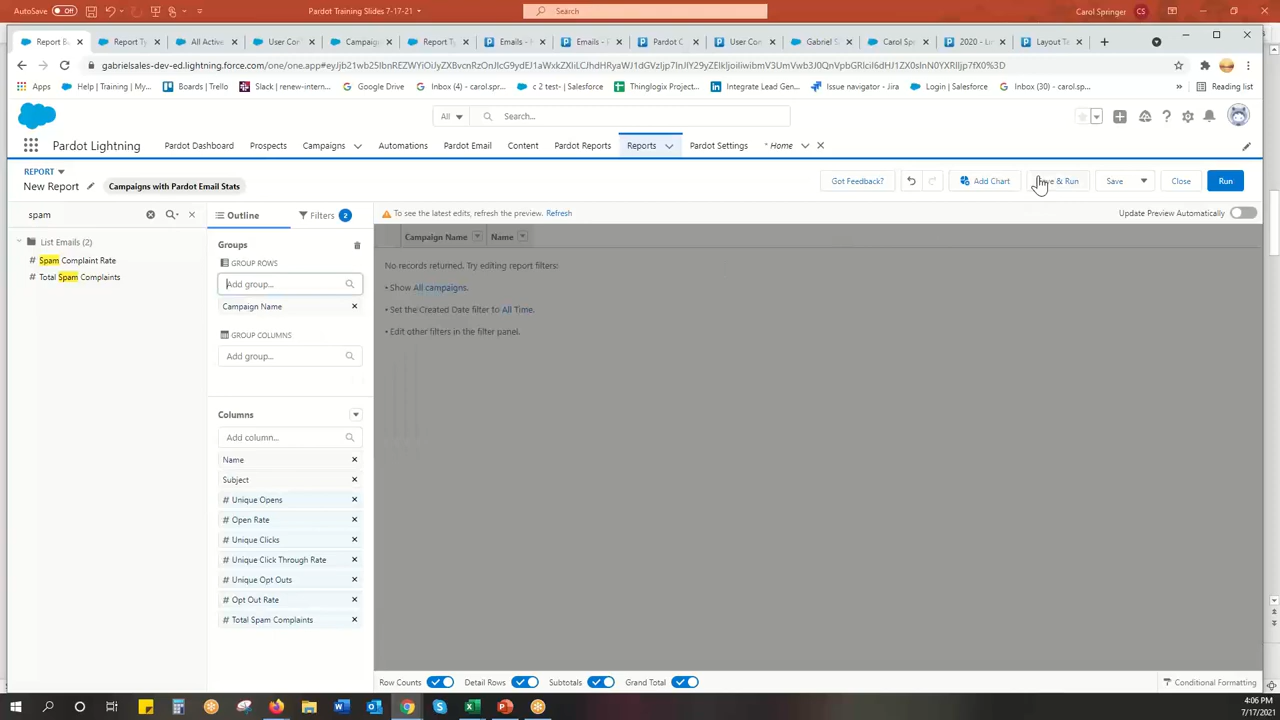 AutoSave Off
Pardot Training Slides 7-17-21
Search
Carol Springer CS
Report B
Report Ty
All Active
User Con
Campaig
Report Ty
Emails - M
Emails - P
Pardot C
User Con
Gabriel S
Carol Spr
2020 - Lin
Layout Te
Apps
Help | Training | My...
Boards | Trello
Slack | renew-intern...
Google Drive
Inbox (4) - carol.sp...
c 2 test - | Salesforce
Thinglogix Project...
Integrate Lead Gen...
Issue navigator - Jira
Login | Salesforce
Inbox (30) - carol.sp...
»
Reading list
All
Search...
Pardot Lightning
Pardot Dashboard
Prospects
Campaigns
Automations
Pardot Email
Content
Pardot Reports
Reports
Pardot Settings
* Home
REPORT
New Report
Campaigns with Pardot Email Stats
Got Feedback?
Add Chart
Save & Run
Save
Close
Run
spam
Outline
Filters 2
To see the latest edits, refresh the preview. Refresh
Update Preview Automatically
List Emails (2)
# Spam Complaint Rate
# Total Spam Complaints
Groups
GROUP ROWS
Add group...
Campaign Name
GROUP COLUMNS
Add group...
Columns
Add column...
Name
Subject
# Unique Opens
# Open Rate
# Unique Clicks
# Unique Click Through Rate
# Unique Opt Outs
# Opt Out Rate
# Total Spam Complaints
Campaign Name
Name
No records returned. Try editing report filters:
• Show All campaigns.
• Set the Created Date filter to All Time.
• Edit other filters in the filter panel.
Row Counts
Detail Rows
Subtotals
Grand Total
Conditional Formatting
4:06 PM
7/17/2021